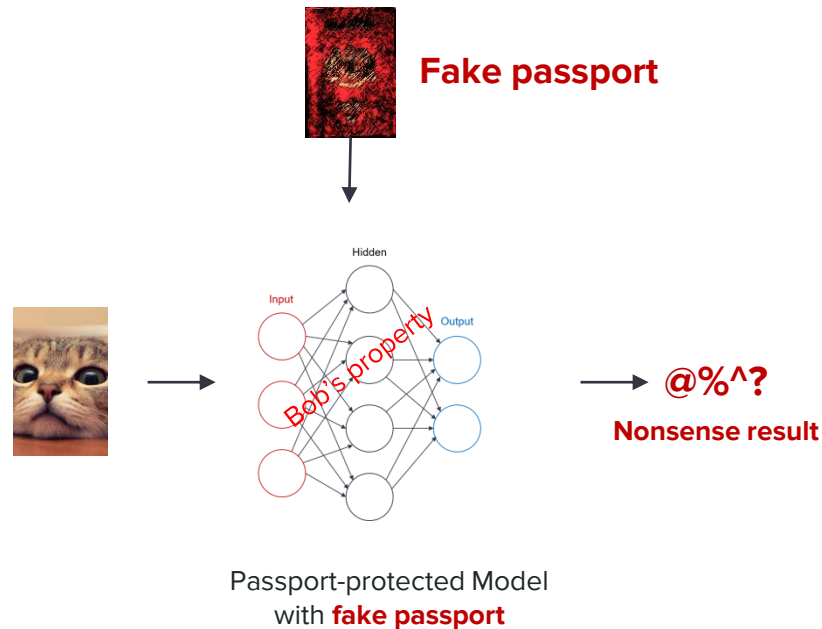 Fake passport
Hidden
Input
Output
Bob's property
@%^?
Nonsense result
Passport-protected Model
with fake passport